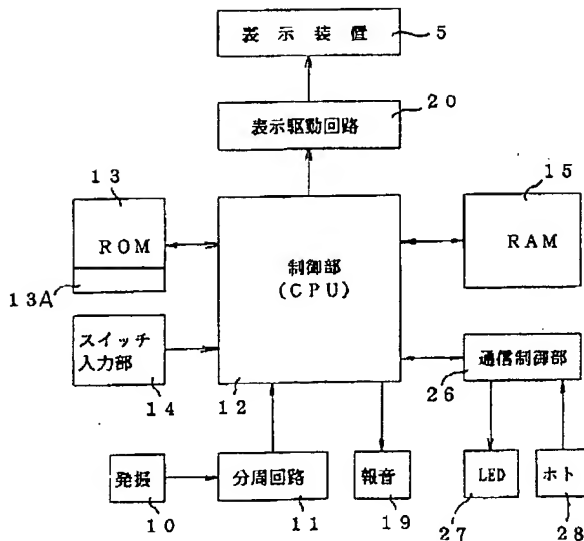 表示装置
5
表示駆動回路
20
13
ROM
13A
15
RAM
制御部
(CPU)
12
スイッチ
入力部
14
通信制御部
26
発振
10
分周回路
11
報音
19
LED
27
ホト
28